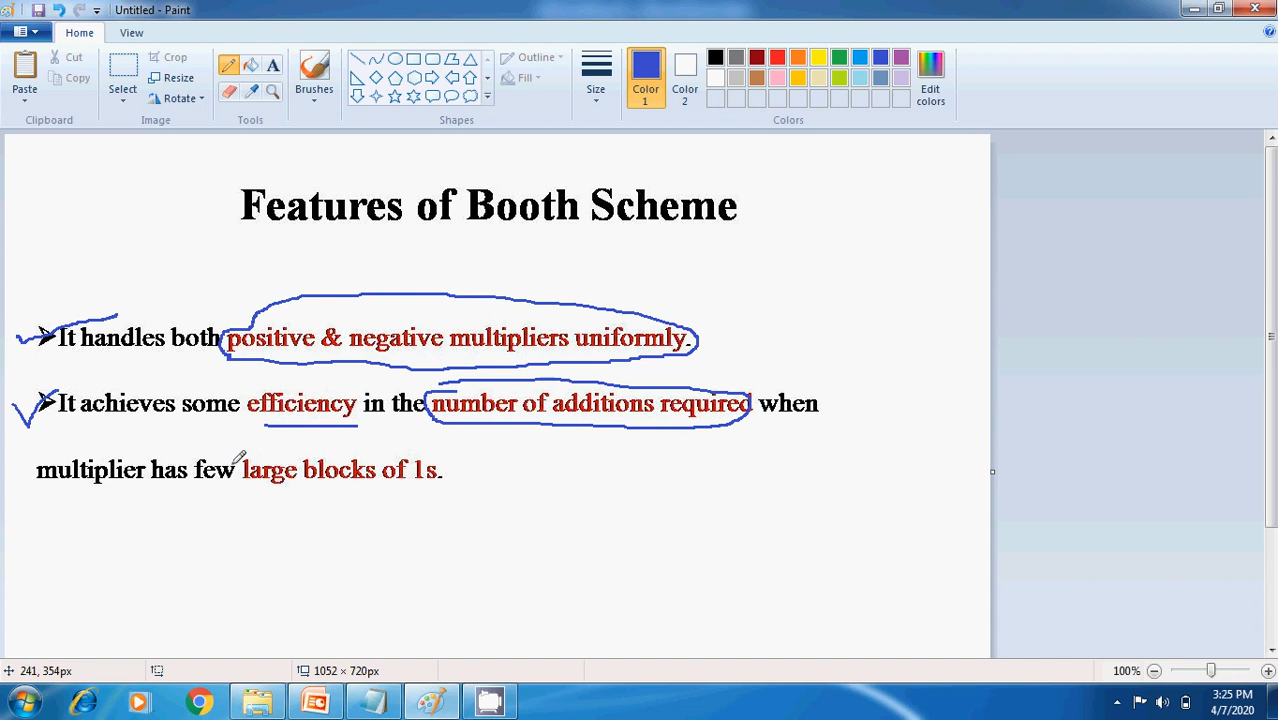 Untitled - Paint
Home View
Cut
Copy
Paste
Clipboard
Select
Crop
Resize
Rotate
Image
A
Tools
Brushes
Outline
Fill
Shapes
Size
Color 1
Color 2
Edit colors
Colors
Features of Booth Scheme
➢It handles both positive & negative multipliers uniformly.
➢It achieves some efficiency in the number of additions required when
multiplier has few large blocks of 1s.
241, 354px
1052 × 720px
100%
3:25 PM
4/7/2020